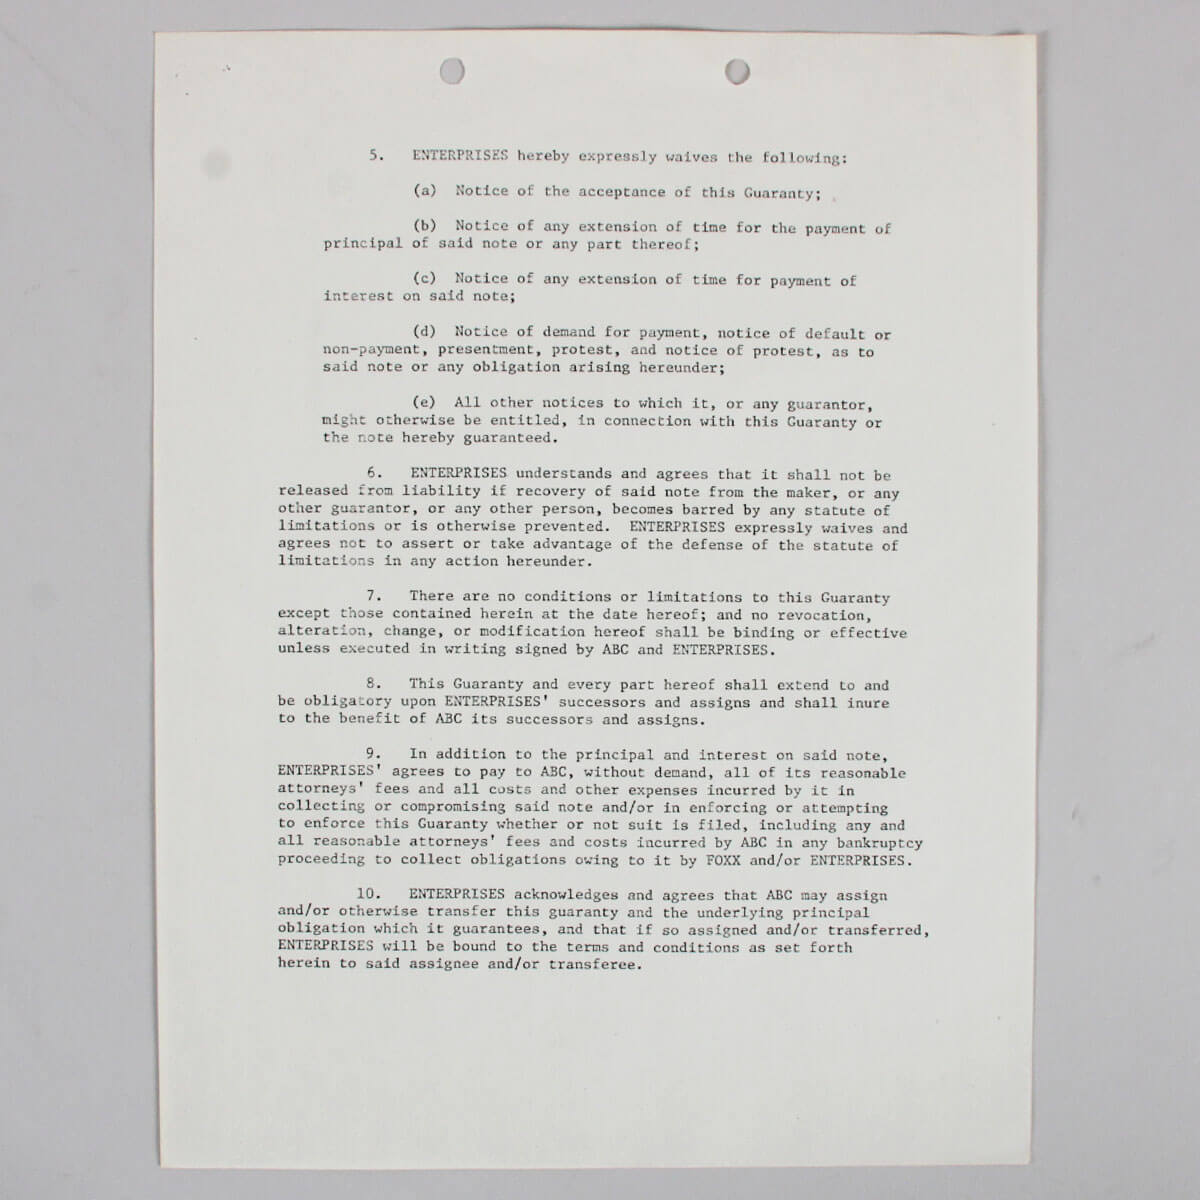 5. ENTERPRISES hereby expressly waives the following:
(a) Notice of the acceptance of this Guaranty;
(b) Notice of any extension of time for the payment of
principal of said note or any part thereof;
(c) Notice of any extension of time for payment of
interest on said note;
(d) Notice of demand for payment, notice of default or
non-payment, presentment, protest, and notice of protest, as to
said note or any obligation arising hereunder;
(e) All other notices to which it, or any guarantor,
might otherwise be entitled, in connection with this Guaranty or
the note hereby guaranteed.
6. ENTERPRISES understands and agrees that it shall not be
released from liability if recovery of said note from the maker, or any
other guarantor, or any other person, becomes barred by any statute of
limitations or is otherwise prevented. ENTERPRISES expressly waives and
agrees not to assert or take advantage of the defense of the statute of
limitations in any action hereunder.
7. There are no conditions or limitations to this Guaranty
except those contained herein at the date hereof; and no revocation,
alteration, change, or modification hereof shall be binding or effective
unless executed in writing signed by ABC and ENTERPRISES.
8. This Guaranty and every part hereof shall extend to and
be obligatory upon ENTERPRISES' successors and assigns and shall inure
to the benefit of ABC its successors and assigns.
9. In addition to the principal and interest on said note,
ENTERPRISES' agrees to pay to ABC, without demand, all of its reasonable
attorneys' fees and all costs and other expenses incurred by it in
collecting or compromising said note and/or in enforcing or attempting
to enforce this Guaranty whether or not suit is filed, including any and
all reasonable attorneys' fees and costs incurred by ABC in any bankruptcy
proceeding to collect obligations owing to it by FOXX and/or ENTERPRISES.
10. ENTERPRISES acknowledges and agrees that ABC may assign
and/or otherwise transfer this guaranty and the underlying principal
obligation which it guarantees, and that if so assigned and/or transferred,
ENTERPRISES will be bound to the terms and conditions as set forth
herein to said assignee and/or transferee.